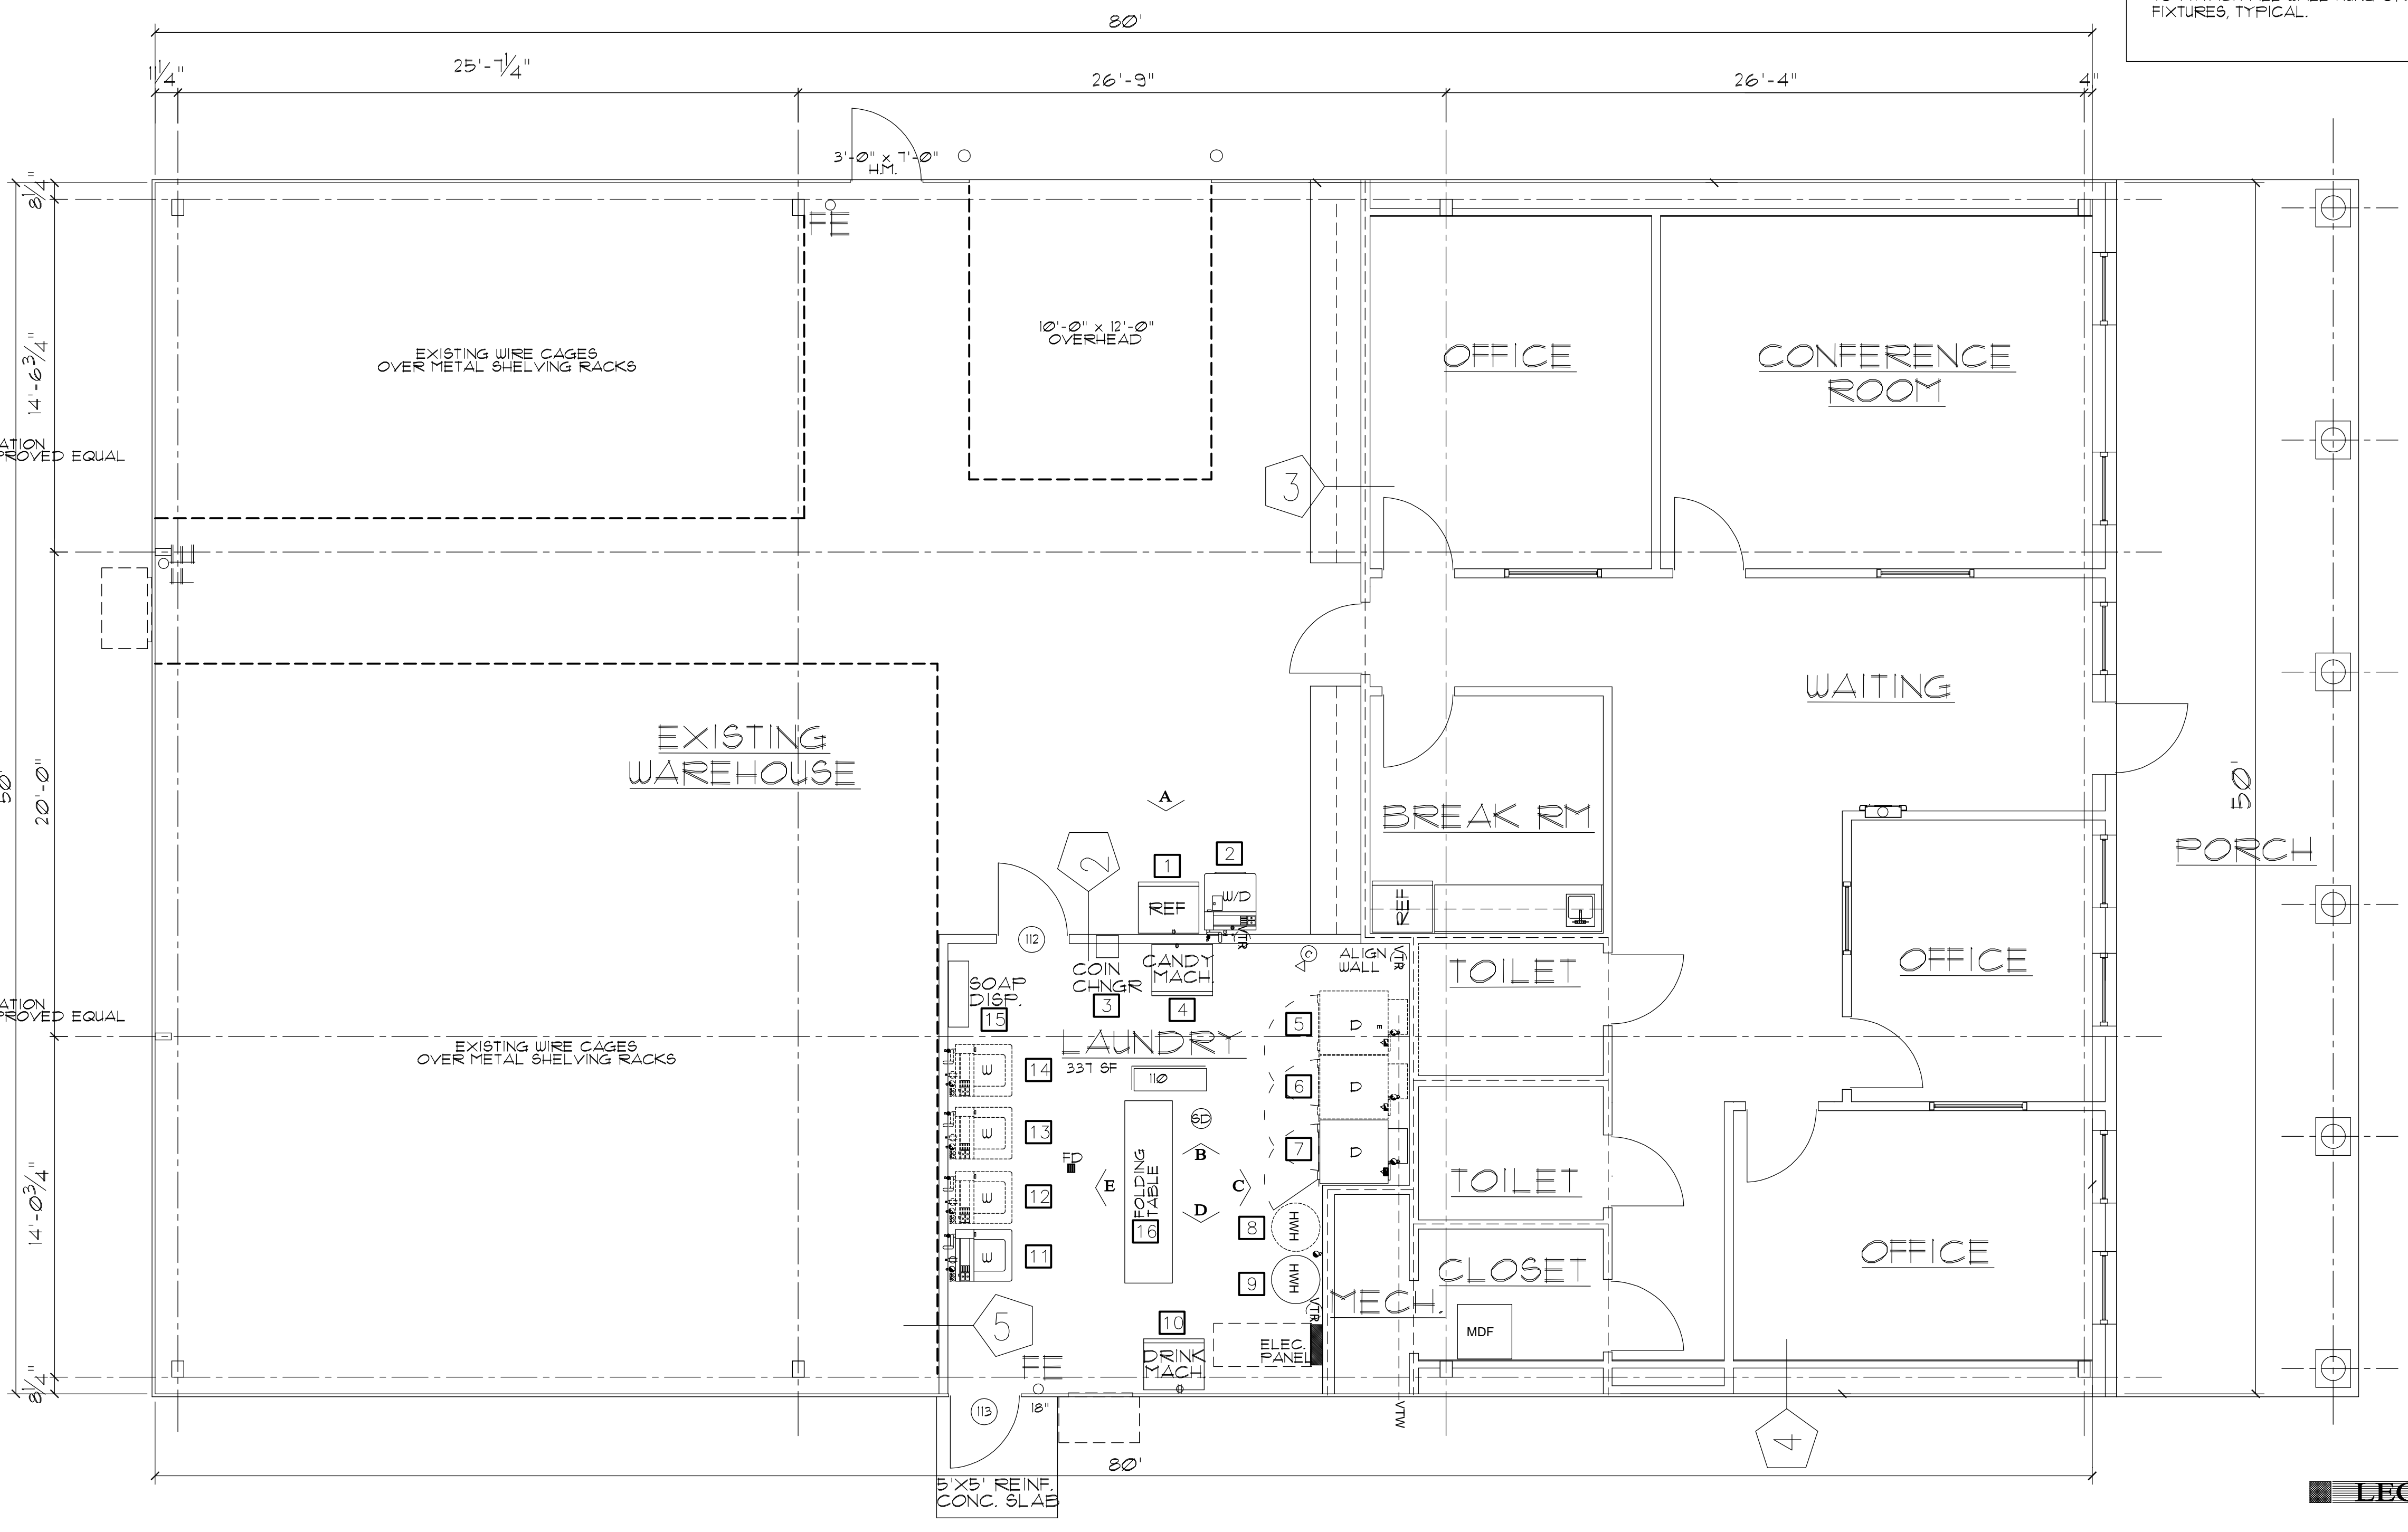 FIXTURES, TYPICAL.
80'
11 1/4"
25'-7 1/4"
26'-9"
26'-4"
4"
3'-0" x 7'-0"
H.M.
8 1/4"
FE
14'-6 3/4"
10'-0" x 12'-0"
OVERHEAD
EXISTING WIRE CAGES
OVER METAL SHELVING RACKS
OFFICE
CONFERENCE
ROOM
PROVED EQUAL
3
WAITING
EXISTING
WAREHOUSE
50'
20'-0"
50'
A
BREAK RM
PORCH
2
1
2
REF
W/D
VTR
REF
112
COIN
CHNGR
3
CANDY
MACH.
4
C
ALIGN
WALL
VTR
TOILET
OFFICE
SOAP
DISP.
15
PROVED EQUAL
LAUNDRY
337 SF
110
5
D
EXISTING WIRE CAGES
OVER METAL SHELVING RACKS
W
14
6
D
SD
W
13
7
D
FD
B
E
C
D
FOLDING
TABLE
16
W
12
TOILET
14'-0 3/4"
8
HWH
W
11
9
HWH
CLOSET
OFFICE
MECH.
VTR
5
10
MDF
ELEC.
PANEL
DRINK
MACH.
FE
8 1/4"
113
18"
VTW
4
80'
5'X5' REINF.
CONC. SLAB